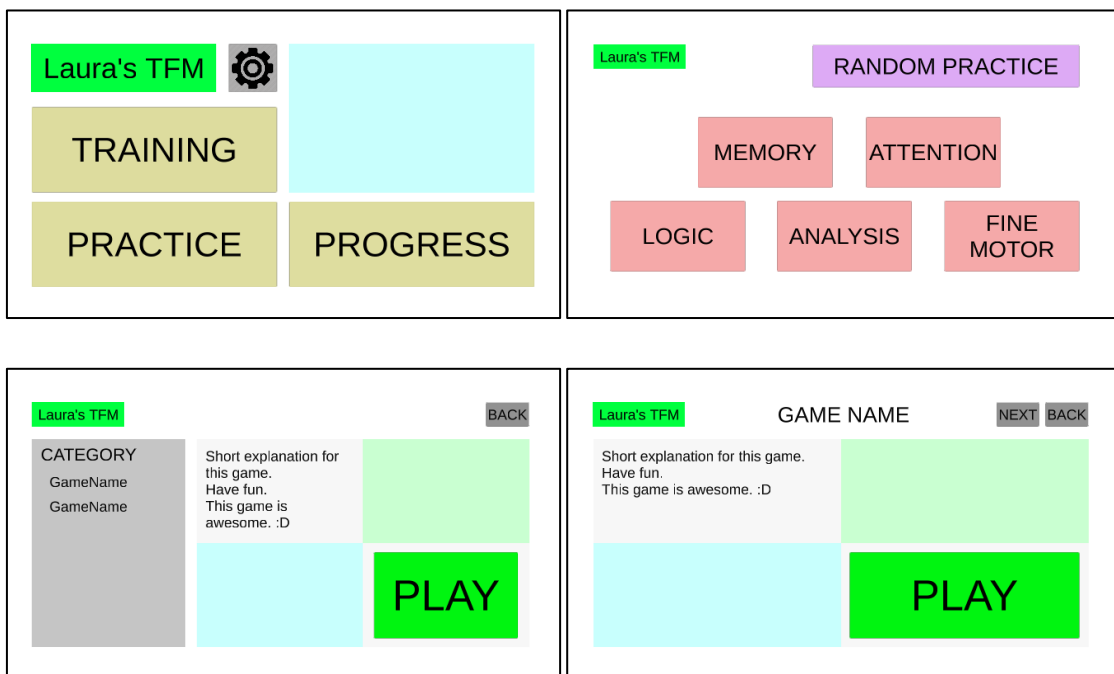 Laura's TFM
TRAINING
PRACTICE
PROGRESS
Laura's TFM
RANDOM PRACTICE
MEMORY
ATTENTION
LOGIC
ANALYSIS
FINE
MOTOR
Laura's TFM
BACK
CATEGORY
GameName
GameName
Short explanation for
this game.
Have fun.
This game is
awesome. :D
PLAY
Laura's TFM
GAME NAME
NEXT
BACK
Short explanation for this game.
Have fun.
This game is awesome. :D
PLAY